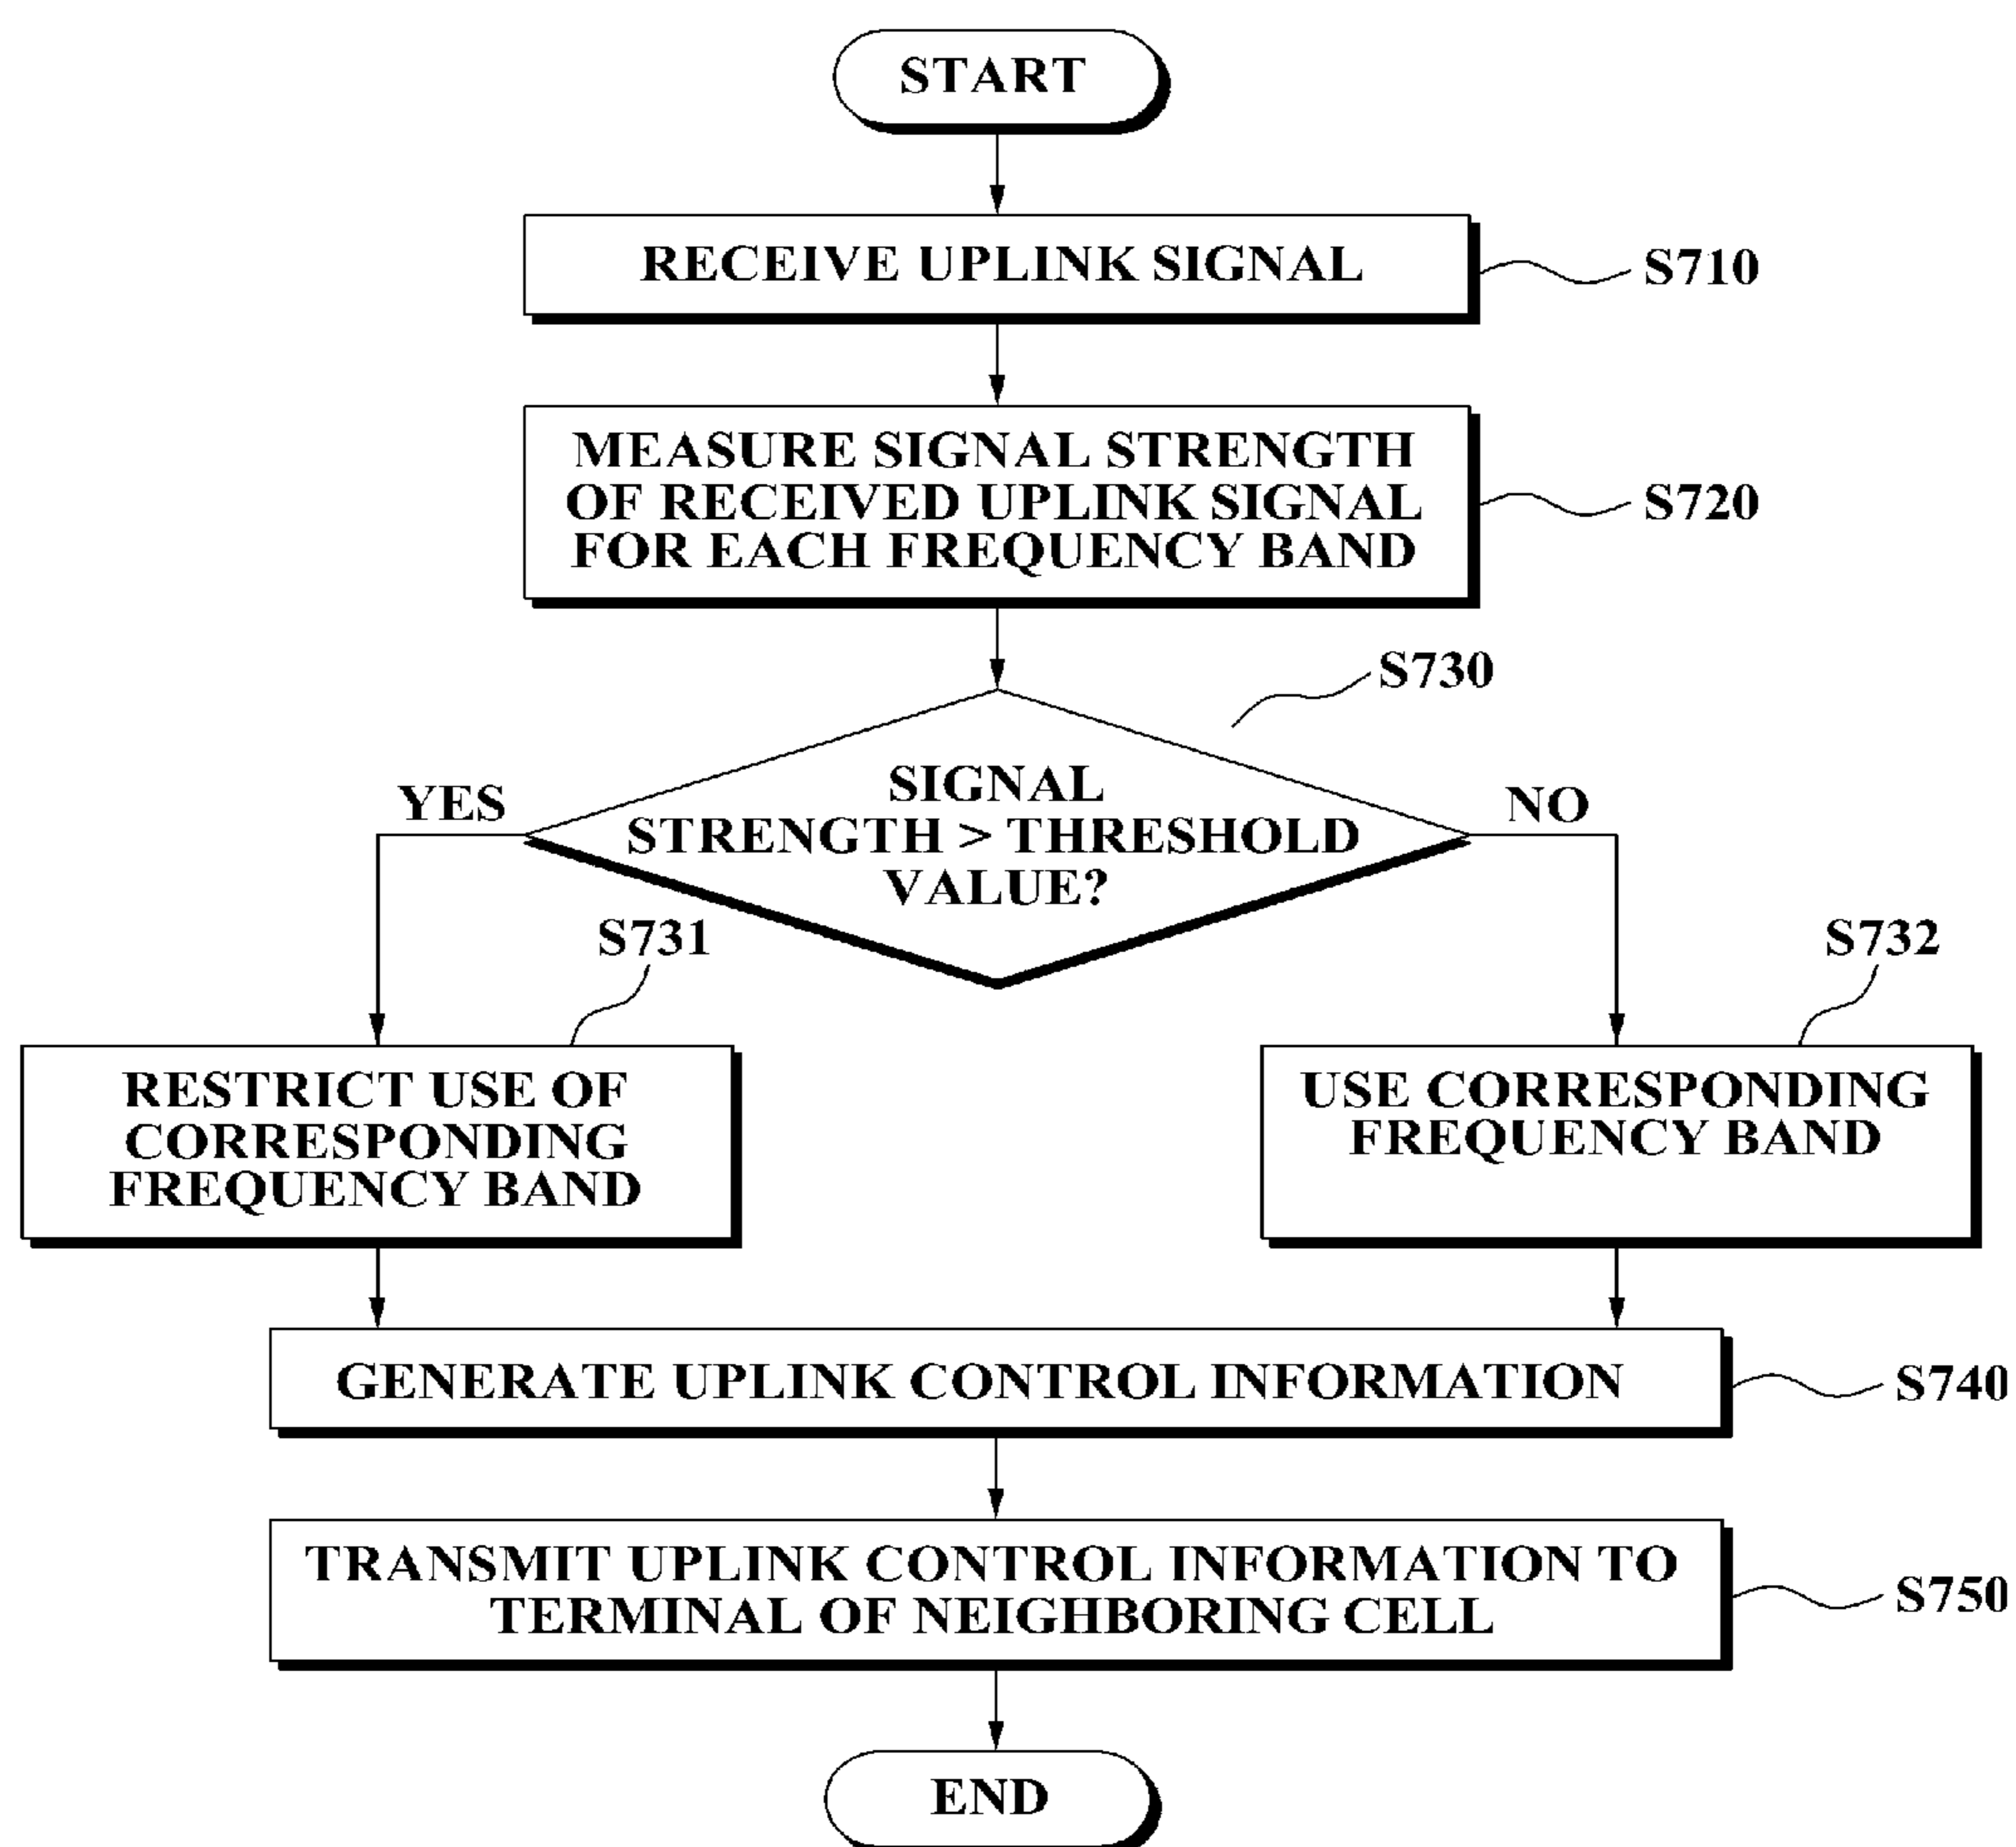 START
RECEIVE UPLINK SIGNAL
S710
MEASURE SIGNAL STRENGTH
OF RECEIVED UPLINK SIGNAL
FOR EACH FREQUENCY BAND
S720
S730
SIGNAL
STRENGTH > THRESHOLD
VALUE?
YES
NO
S731
S732
RESTRICT USE OF
CORRESPONDING
FREQUENCY BAND
USE CORRESPONDING
FREQUENCY BAND
GENERATE UPLINK CONTROL INFORMATION
S740
TRANSMIT UPLINK CONTROL INFORMATION TO
TERMINAL OF NEIGHBORING CELL
S750
END